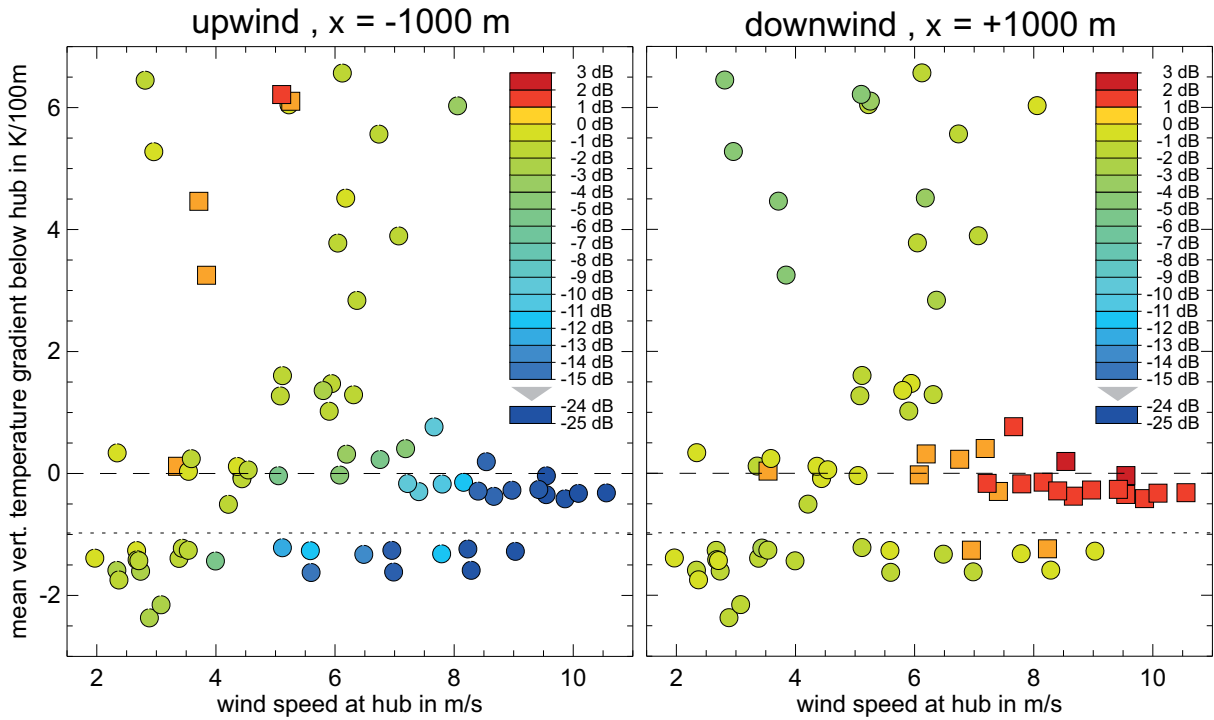 upwind , x = -1000 m
downwind , x = +1000 m
mean vert. temperature gradient below hub in K/100m
6
4
2
0
-2
3 dB
2 dB
1 dB
0 dB
-1 dB
-2 dB
-3 dB
-4 dB
-5 dB
-6 dB
-7 dB
-8 dB
-9 dB
-10 dB
-11 dB
-12 dB
-13 dB
-14 dB
-15 dB
-24 dB
-25 dB
3 dB
2 dB
1 dB
0 dB
-1 dB
-2 dB
-3 dB
-4 dB
-5 dB
-6 dB
-7 dB
-8 dB
-9 dB
-10 dB
-11 dB
-12 dB
-13 dB
-14 dB
-15 dB
-24 dB
-25 dB
2 4 6 8 10
2 4 6 8 10
wind speed at hub in m/s
wind speed at hub in m/s